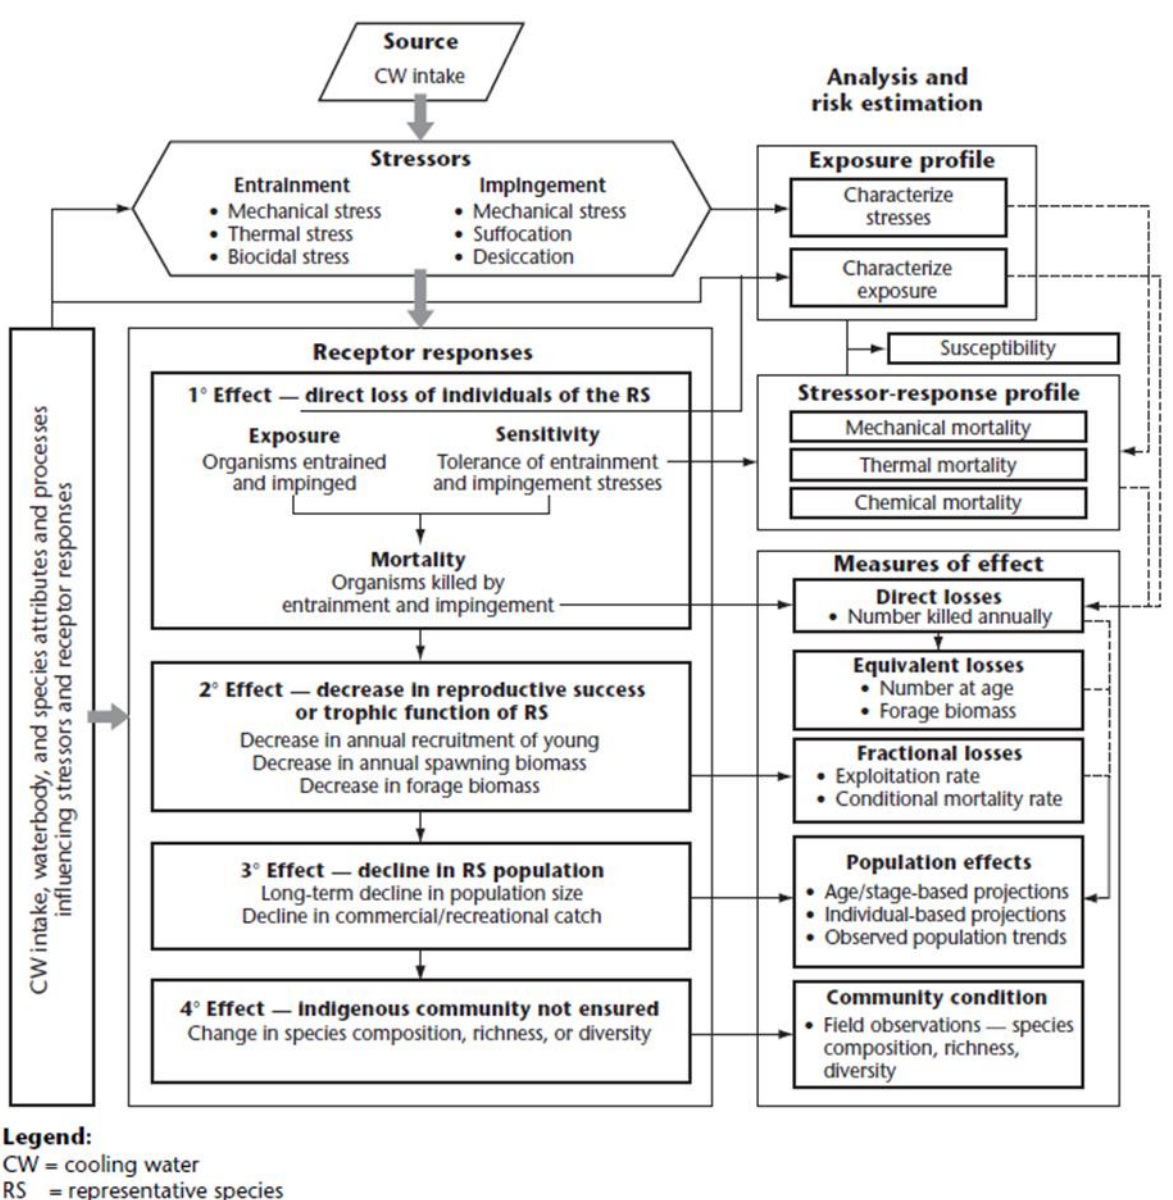 Source
CW intake
Analysis and
risk estimation
Stressors
Entrainment
• Mechanical stress
• Thermal stress
• Biocidal stress
Impingement
• Mechanical stress
• Suffocation
• Desiccation
Exposure profile
Characterize
stresses
Characterize
exposure
Susceptibility
CW intake, waterbody, and species attributes and processes
influencing stressors and receptor responses
Receptor responses
1° Effect — direct loss of individuals of the RS
Exposure
Organisms entrained
and impinged
Sensitivity
Tolerance of entrainment
and impingement stresses
Mortality
Organisms killed by
entrainment and impingement
2° Effect — decrease in reproductive success
or trophic function of RS
Decrease in annual recruitment of young
Decrease in annual spawning biomass
Decrease in forage biomass
3° Effect — decline in RS population
Long-term decline in population size
Decline in commercial/recreational catch
4° Effect — indigenous community not ensured
Change in species composition, richness, or diversity
Stressor-response profile
Mechanical mortality
Thermal mortality
Chemical mortality
Measures of effect
Direct losses
• Number killed annually
Equivalent losses
• Number at age
• Forage biomass
Fractional losses
• Exploitation rate
• Conditional mortality rate
Population effects
• Age/stage-based projections
• Individual-based projections
• Observed population trends
Community condition
• Field observations — species
composition, richness,
diversity
Legend:
CW = cooling water
RS = representative species